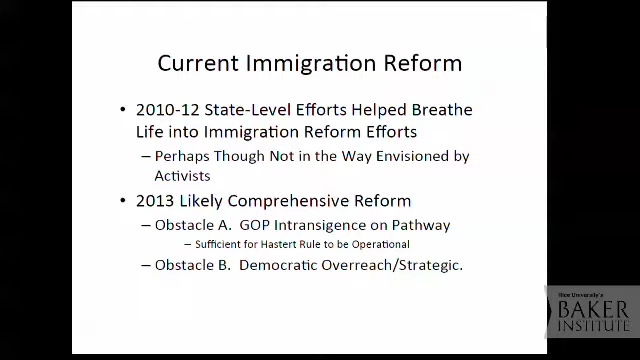 Current Immigration Reform
• 2010-12 State-Level Efforts Helped Breathe
Life into Immigration Reform Efforts
– Perhaps Though Not in the Way Envisioned by
Activists
• 2013 Likely Comprehensive Reform
– Obstacle A. GOP Intransigence on Pathway
– Sufficient for Hastert Rule to be Operational
– Obstacle B. Democratic Overreach/Strategic.
Rice University's
BAKER
INSTITUTE